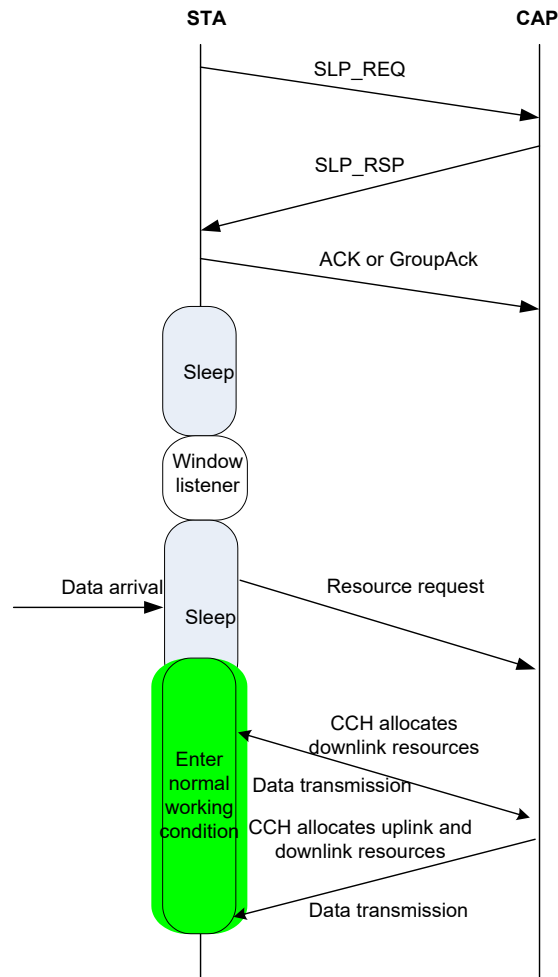 STA
CAP
SLP_REQ
SLP_RSP
ACK or GroupAck
Sleep
Window
listener
Data arrival
Resource request
Sleep
CCH allocates
downlink resources
Enter
normal
working
condition
Data transmission
CCH allocates uplink and
downlink resources
Data transmission